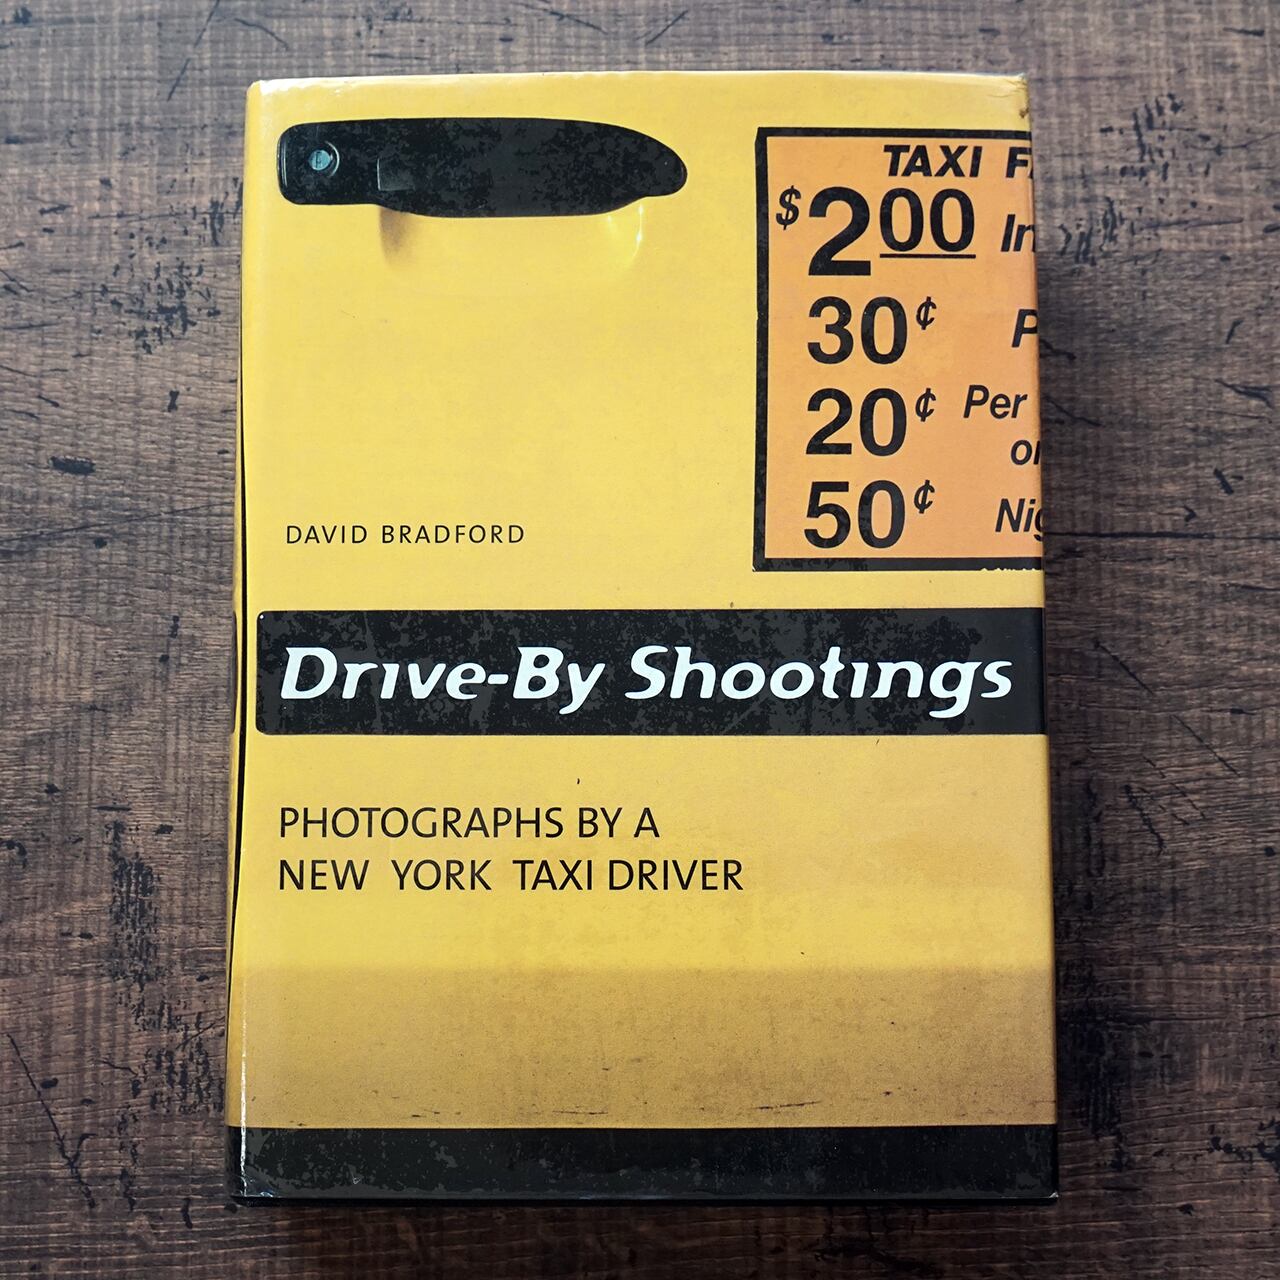 TAXI
$2.00
30¢
20¢ Per
50¢
DAVID BRADFORD
Drive-By Shootings
PHOTOGRAPHS BY A
NEW YORK TAXI DRIVER